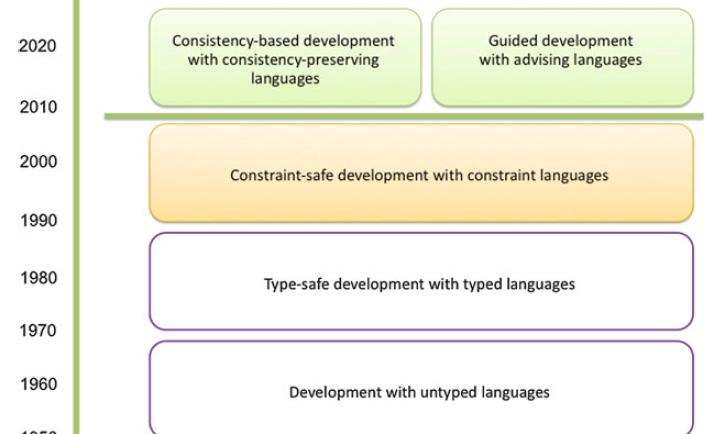 2020
Consistency-based development
with consistency-preserving
languages
Guided development
with advising languages
2010
2000
Constraint-safe development with constraint languages
1990
1980
Type-safe development with typed languages
1970
1960
Development with untyped languages